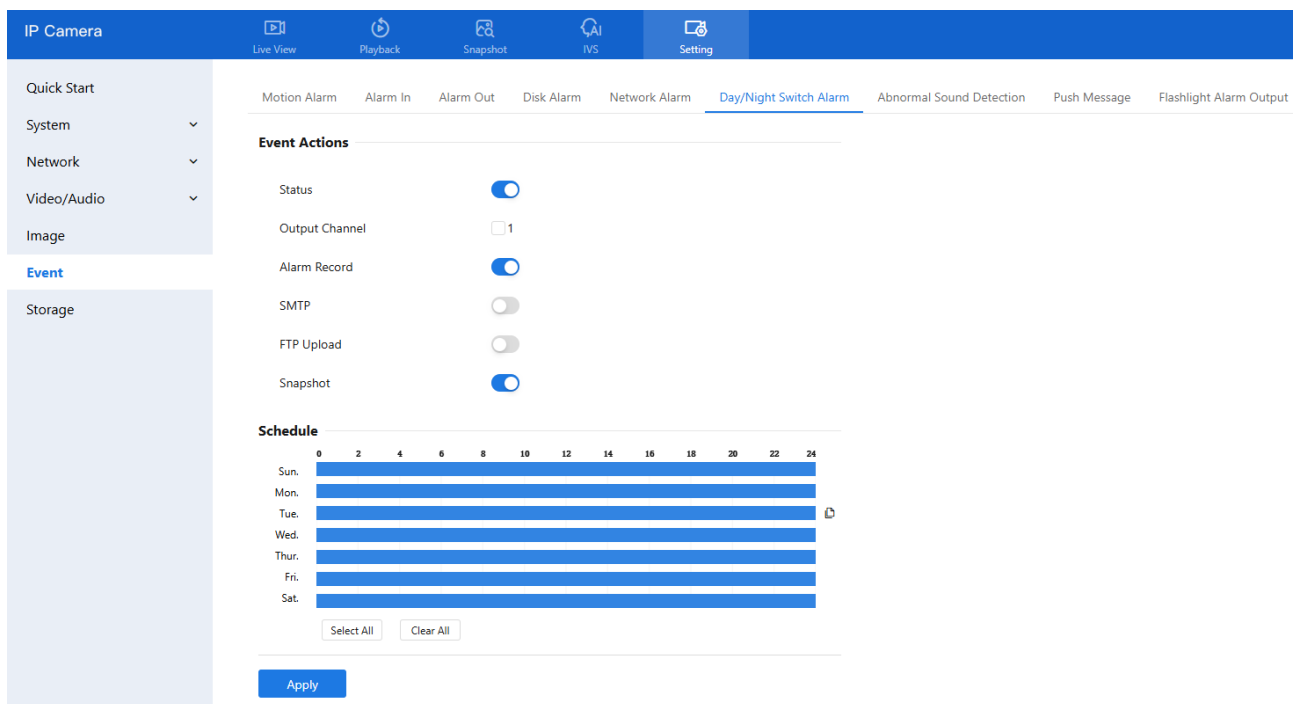 IP Camera
Live View
Playback
Snapshot
AI
IVS
Setting
Quick Start
System
Network
Video/Audio
Image
Event
Storage
Motion Alarm Alarm In Alarm Out Disk Alarm Network Alarm Day/Night Switch Alarm Abnormal Sound Detection Push Message Flashlight Alarm Output
Event Actions
Status
Output Channel 1
Alarm Record
SMTP
FTP Upload
Snapshot
Schedule
0 2 4 6 8 10 12 14 16 18 20 22 24
Sun.
Mon.
Tue.
Wed.
Thur.
Fri.
Sat.
Select All Clear All
Apply